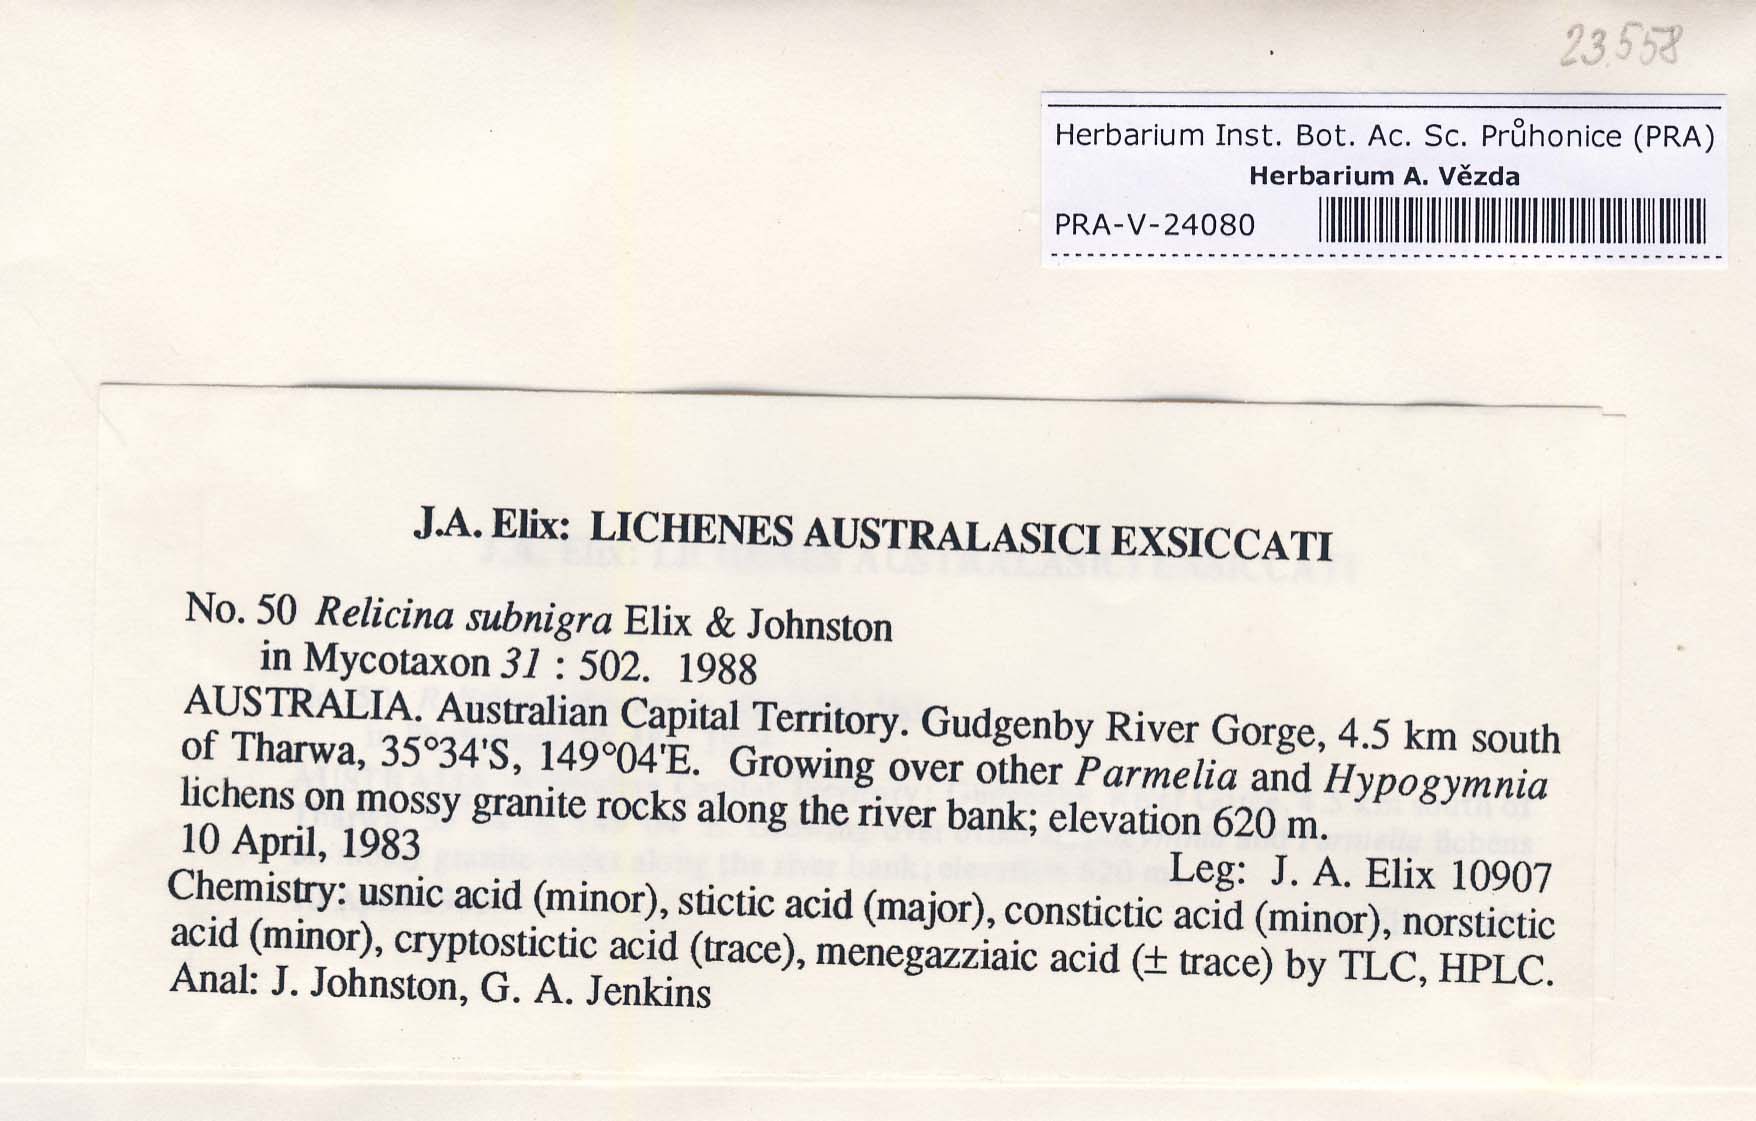 23.558
Herbarium Inst. Bot. Ac. Sc. Průhonice (PRA)
Herbarium A. Vězda
PRA-V-24080
J.A. Elix: LICHENES AUSTRALASICI EXSICCATI
No. 50 Relicina subnigra Elix & Johnston
in Mycotaxon 31 : 502. 1988
AUSTRALIA. Australian Capital Territory. Gudgenby River Gorge, 4.5 km south
of Tharwa, 35°34'S, 149°04'E. Growing over other Parmelia and Hypogymnia
lichens on mossy granite rocks along the river bank; elevation 620 m.
10 April, 1983 Leg: J. A. Elix 10907
Chemistry: usnic acid (minor), stictic acid (major), constictic acid (minor), norstictic
acid (minor), cryptostictic acid (trace), menegazziaic acid (± trace) by TLC, HPLC.
Anal: J. Johnston, G. A. Jenkins